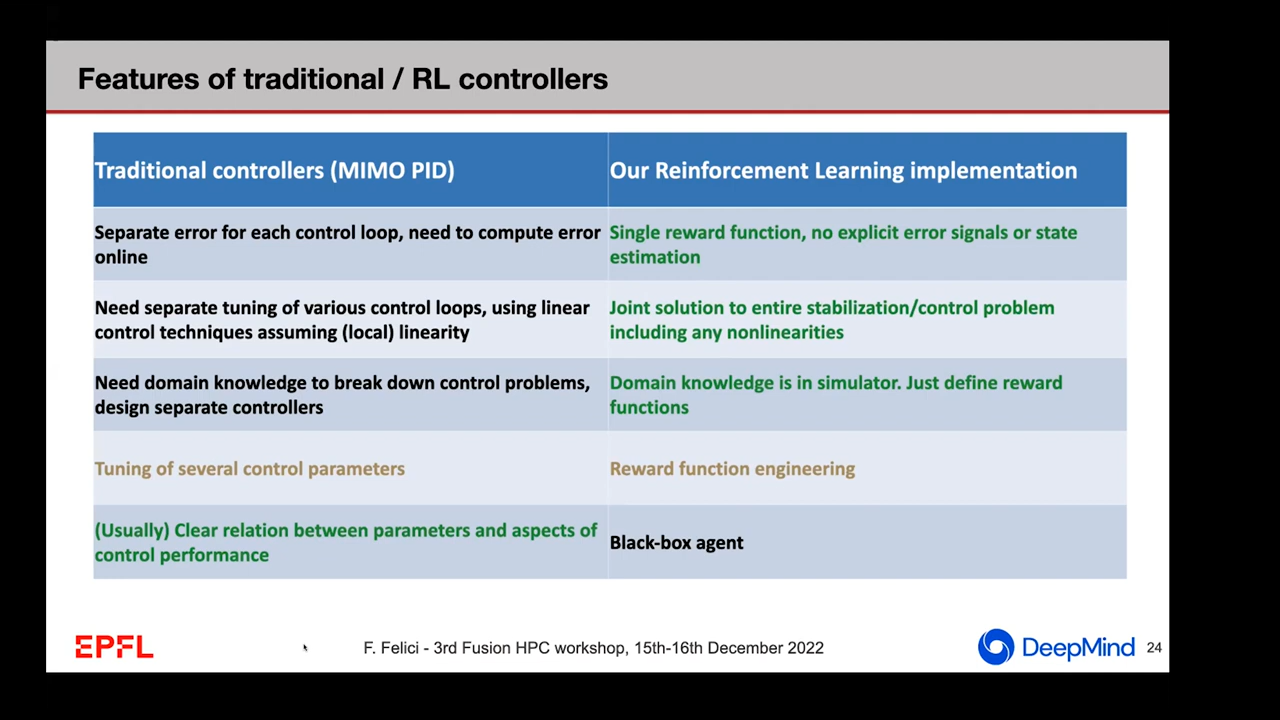 Features of traditional / RL controllers
Traditional controllers (MIMO PID)
Our Reinforcement Learning implementation
Separate error for each control loop, need to compute error
online
Single reward function, no explicit error signals or state
estimation
Need separate tuning of various control loops, using linear
control techniques assuming (local) linearity
Joint solution to entire stabilization/control problem
including any nonlinearities
Need domain knowledge to break down control problems,
design separate controllers
Domain knowledge is in simulator. Just define reward
functions
Tuning of several control parameters
Reward function engineering
(Usually) Clear relation between parameters and aspects of
control performance
Black-box agent
EPFL
F. Felici - 3rd Fusion HPC workshop, 15th-16th December 2022
DeepMind
24